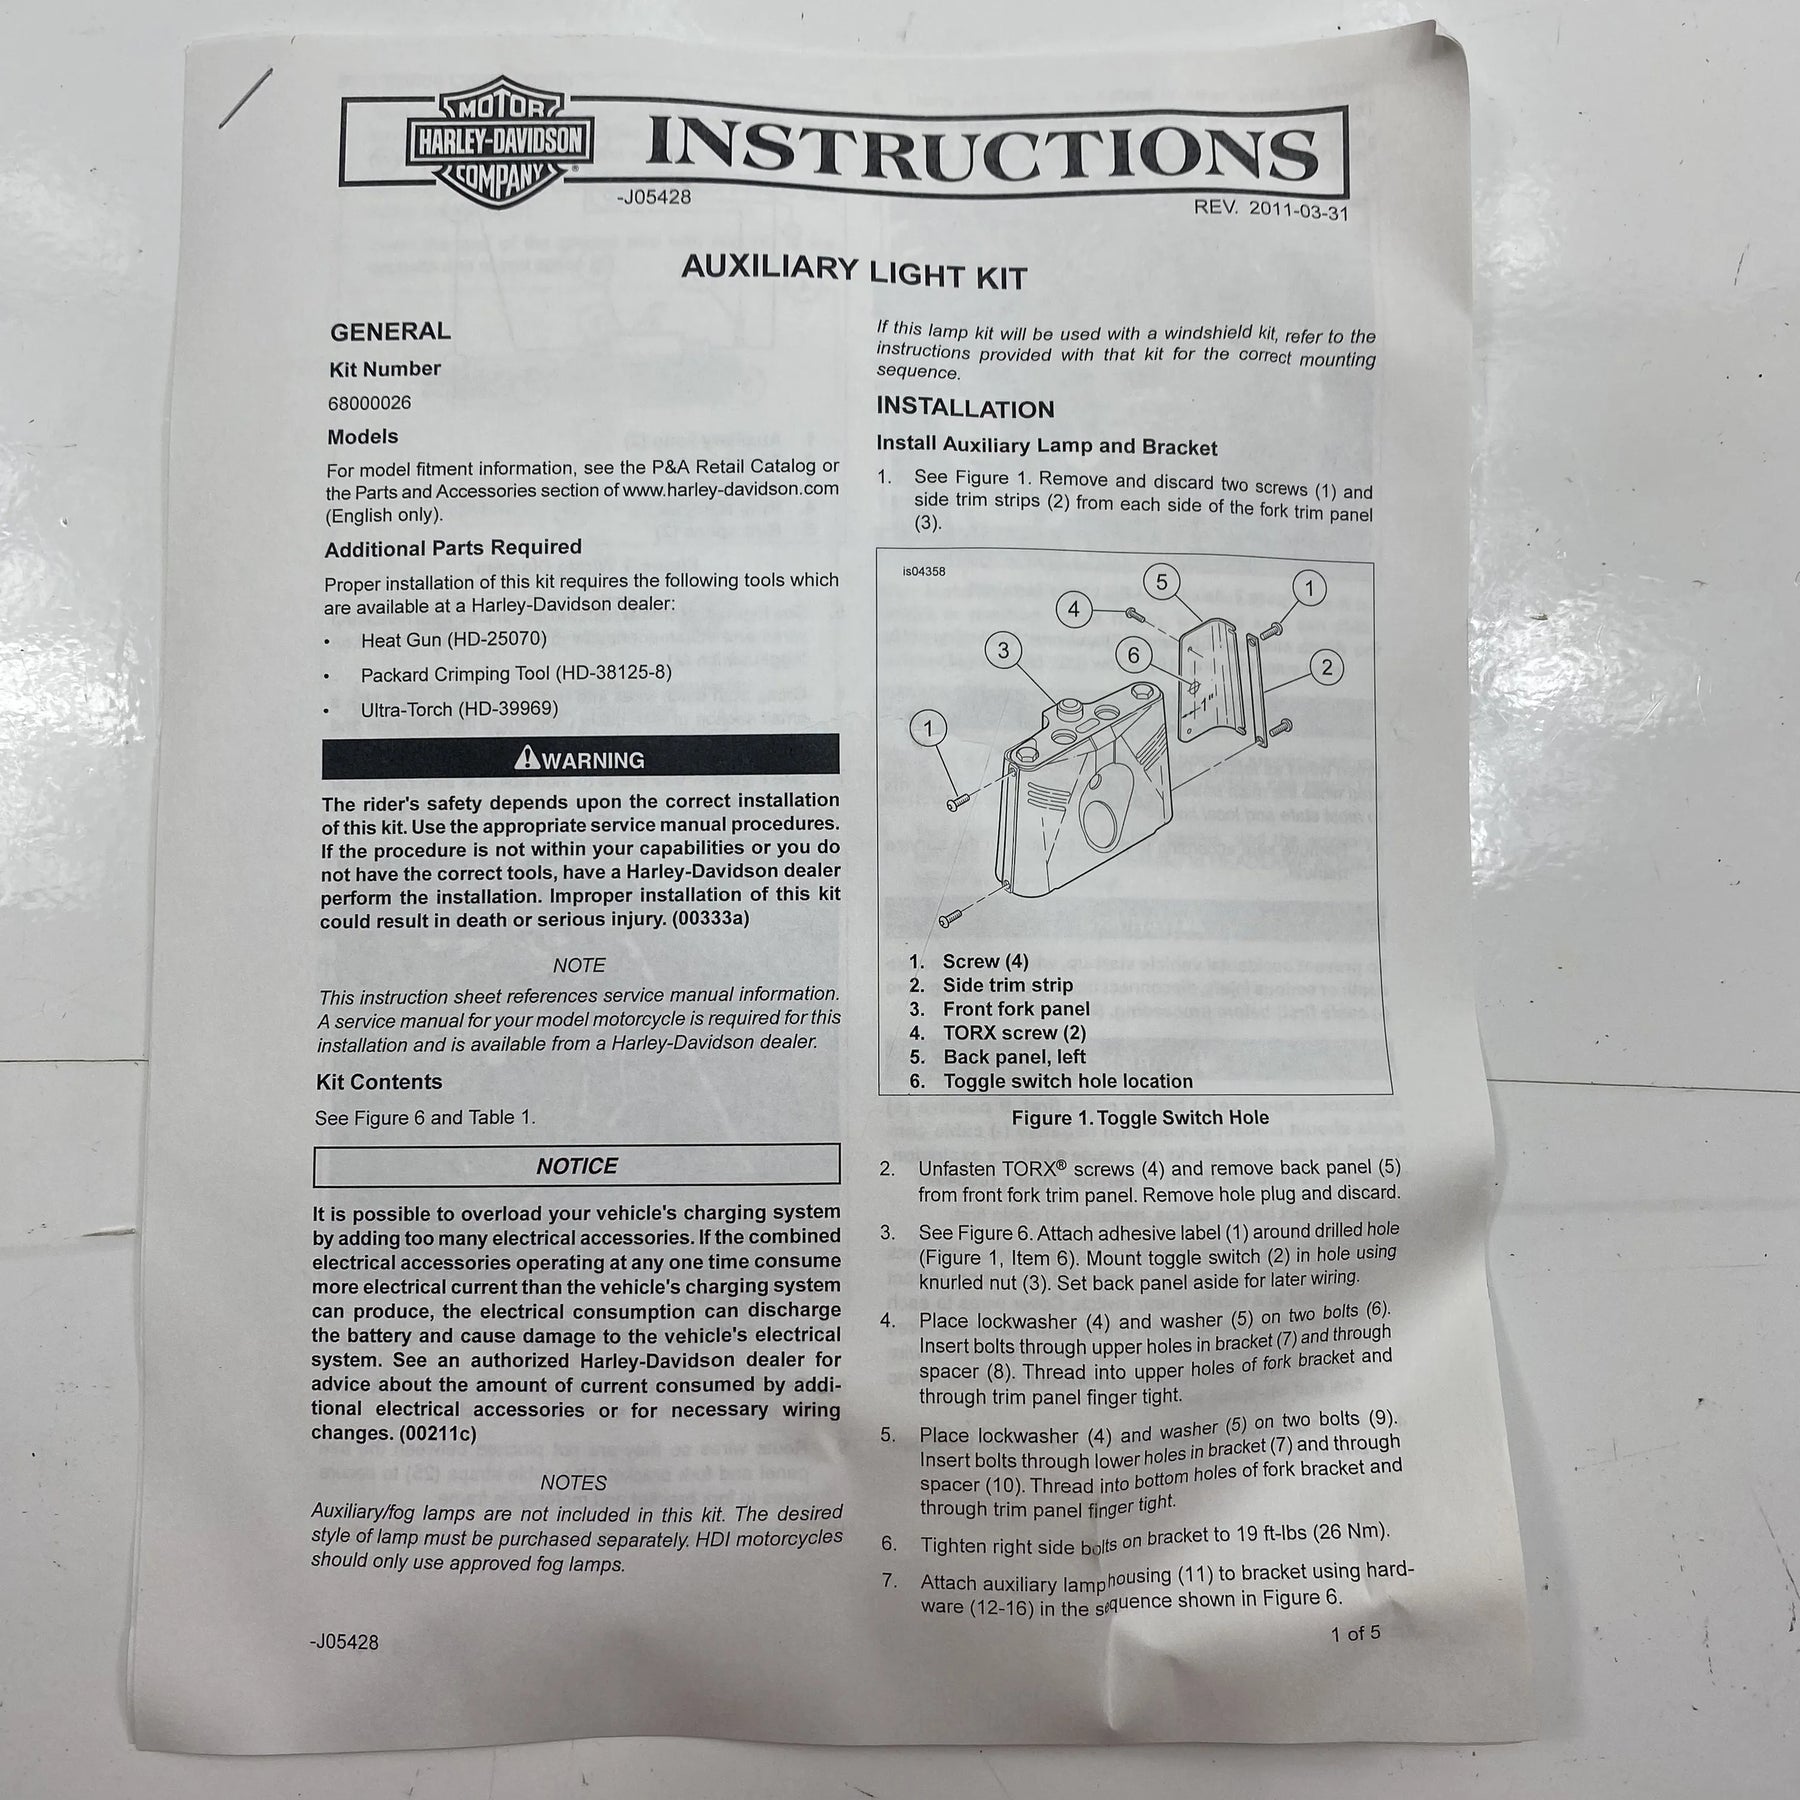 MOTOR
HARLEY-DAVIDSON
COMPANY
®
INSTRUCTIONS
-J05428
REV. 2011-03-31
AUXILIARY LIGHT KIT
GENERAL
Kit Number
68000026
Models
For model fitment information, see the P&A Retail Catalog or
the Parts and Accessories section of www.harley-davidson.com
(English only).
Additional Parts Required
Proper installation of this kit requires the following tools which
are available at a Harley-Davidson dealer:
• Heat Gun (HD-25070)
• Packard Crimping Tool (HD-38125-8)
• Ultra-Torch (HD-39969)
⚠WARNING
The rider's safety depends upon the correct installation
of this kit. Use the appropriate service manual procedures.
If the procedure is not within your capabilities or you do
not have the correct tools, have a Harley-Davidson dealer
perform the installation. Improper installation of this kit
could result in death or serious injury. (00333a)
NOTE
This instruction sheet references service manual information.
A service manual for your model motorcycle is required for this
installation and is available from a Harley-Davidson dealer.
Kit Contents
See Figure 6 and Table 1.
NOTICE
It is possible to overload your vehicle's charging system
by adding too many electrical accessories. If the combined
electrical accessories operating at any one time consume
more electrical current than the vehicle's charging system
can produce, the electrical consumption can discharge
the battery and cause damage to the vehicle's electrical
system. See an authorized Harley-Davidson dealer for
advice about the amount of current consumed by addi-
tional electrical accessories or for necessary wiring
changes. (00211c)
NOTES
Auxiliary/fog lamps are not included in this kit. The desired
style of lamp must be purchased separately. HDI motorcycles
should only use approved fog lamps.
If this lamp kit will be used with a windshield kit, refer to the
instructions provided with that kit for the correct mounting
sequence.
INSTALLATION
Install Auxiliary Lamp and Bracket
1. See Figure 1. Remove and discard two screws (1) and
side trim strips (2) from each side of the fork trim panel
(3).
is04358
5
1
4
3
6
2
1"
1
1. Screw (4)
2. Side trim strip
3. Front fork panel
4. TORX screw (2)
5. Back panel, left
6. Toggle switch hole location
Figure 1. Toggle Switch Hole
2. Unfasten TORX® screws (4) and remove back panel (5)
from front fork trim panel. Remove hole plug and discard.
3. See Figure 6. Attach adhesive label (1) around drilled hole
(Figure 1, Item 6). Mount toggle switch (2) in hole using
knurled nut (3). Set back panel aside for later wiring.
4. Place lockwasher (4) and washer (5) on two bolts (6).
Insert bolts through upper holes in bracket (7) and through
spacer (8). Thread into upper holes of fork bracket and
through trim panel finger tight.
5. Place lockwasher (4) and washer (5) on two bolts (9).
Insert bolts through lower holes in bracket (7) and through
spacer (10). Thread into bottom holes of fork bracket and
through trim panel finger tight.
6. Tighten right side bolts on bracket to 19 ft-lbs (26 Nm).
7. Attach auxiliary lamp housing (11) to bracket using hard-
ware (12-16) in the sequence shown in Figure 6.
-J05428
1 of 5